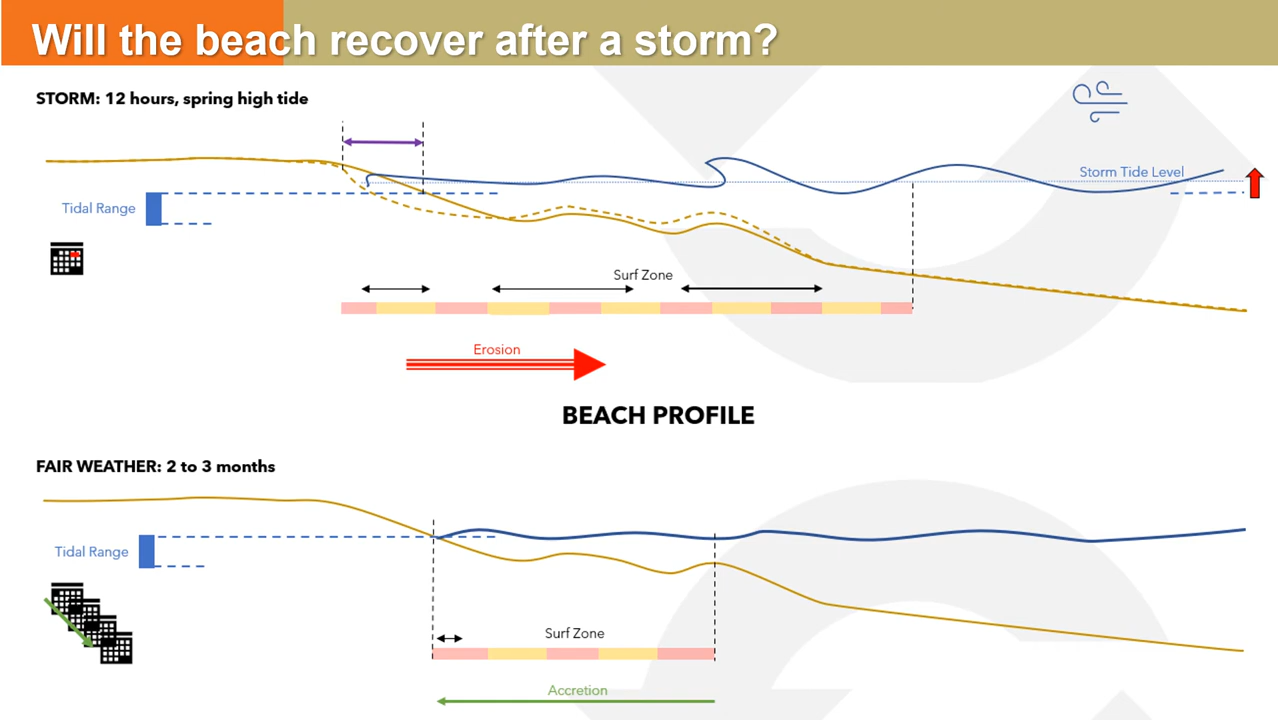 Will the beach recover after a storm?
STORM: 12 hours, spring high tide
Storm Tide Level
Tidal Range
Surf Zone
Erosion
BEACH PROFILE
FAIR WEATHER: 2 to 3 months
Tidal Range
Surf Zone
Accretion